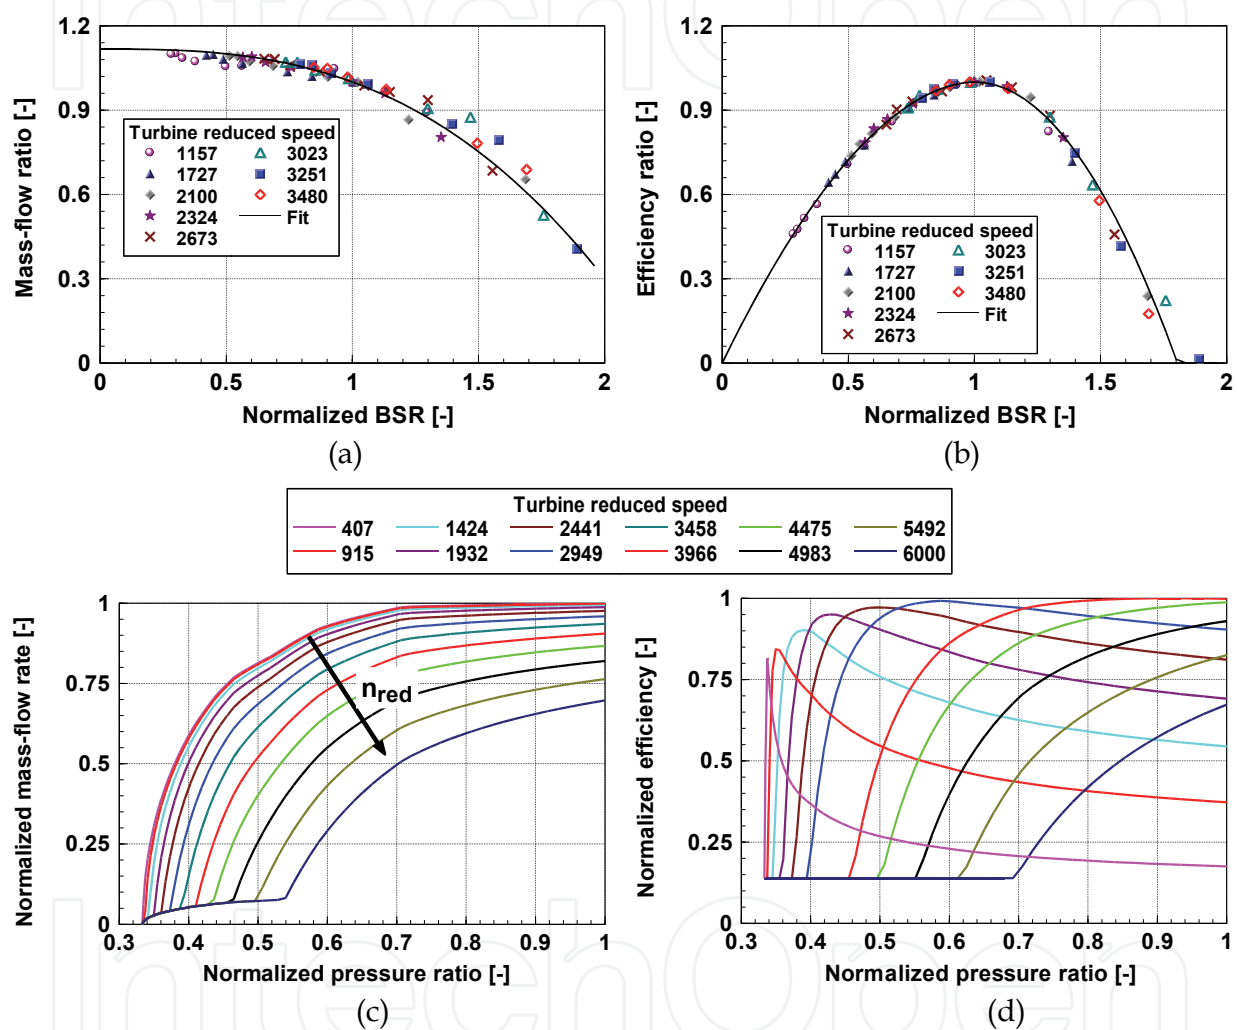 IntechOpen
1.2
0.9
0.6
0.3
0
Mass-flow ratio [-]
Turbine reduced speed
1157 3023
1727 3251
2100 3480
2324 Fit
2673
0 0.5 1 1.5 2
Normalized BSR [-]
(a)
1.2
0.9
0.6
0.3
0
Efficiency ratio [-]
Turbine reduced speed
1157 3023
1727 3251
2100 3480
2324 Fit
2673
0 0.5 1 1.5 2
Normalized BSR [-]
(b)
Turbine reduced speed
407 1424 2441 3458 4475 5492
915 1932 2949 3966 4983 6000
1
0.75
0.5
0.25
0
Normalized mass-flow rate [-]
nred
0.3 0.4 0.5 0.6 0.7 0.8 0.9 1
Normalized pressure ratio [-]
(c)
1
0.75
0.5
0.25
0
Normalized efficiency [-]
0.3 0.4 0.5 0.6 0.7 0.8 0.9 1
Normalized pressure ratio [-]
(d)
IntechOpen